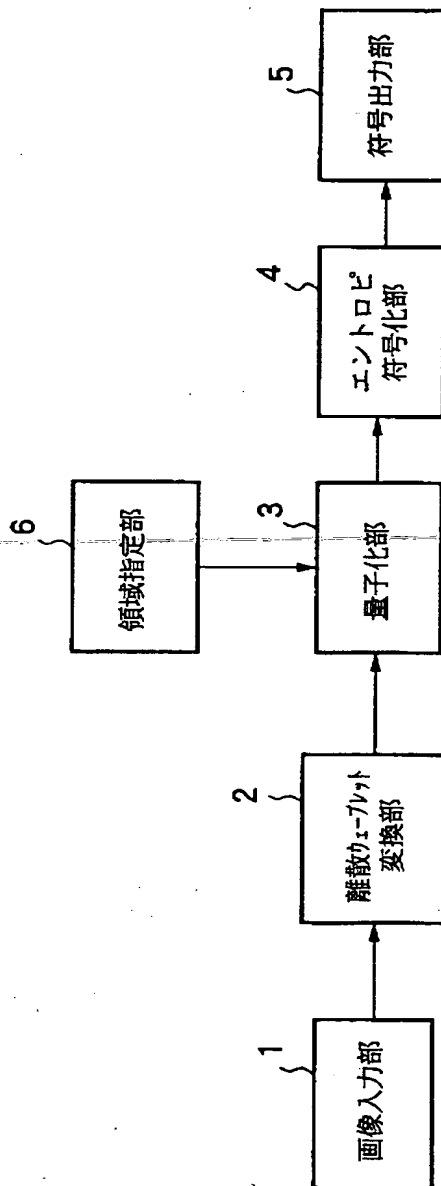 1
画像入力部
2
離散ウェーブレット
変換部
3
量子化部
4
エントロピ
符号化部
5
符号出力部
6
領域指定部